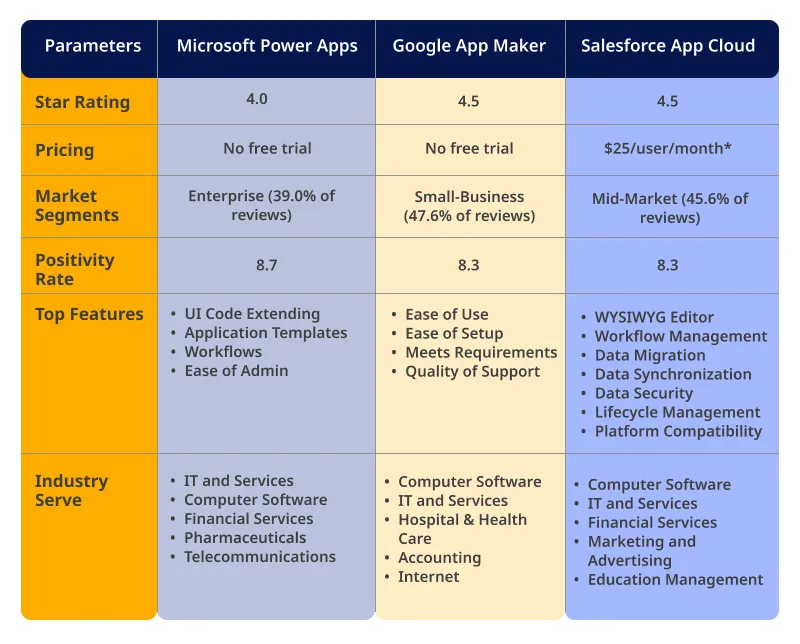 Parameters
Microsoft Power Apps
Google App Maker
Salesforce App Cloud
Star Rating
4.0
4.5
4.5
Pricing
No free trial
No free trial
$25/user/month*
Market
Segments
Enterprise (39.0% of
reviews)
Small-Business
(47.6% of reviews)
Mid-Market (45.6% of
reviews)
Positivity
Rate
8.7
8.3
8.3
Top Features
• UI Code Extending
• Application Templates
• Workflows
• Ease of Admin
• Ease of Use
• Ease of Setup
• Meets Requirements
• Quality of Support
• WYSIWYG Editor
• Workflow Management
• Data Migration
• Data Synchronization
• Data Security
• Lifecycle Management
• Platform Compatibility
Industry
Serve
• IT and Services
• Computer Software
• Financial Services
• Pharmaceuticals
• Telecommunications
• Computer Software
• IT and Services
• Hospital & Health
Care
• Accounting
• Internet
• Computer Software
• IT and Services
• Financial Services
• Marketing and
Advertising
• Education Management